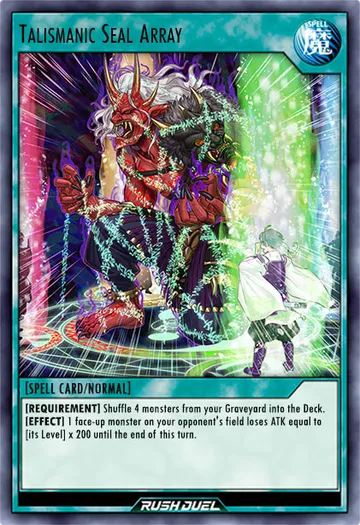 Talismanic Seal Array
SPELL
魔
[SPELL CARD/NORMAL]
[REQUIREMENT] Shuffle 4 monsters from your Graveyard into the Deck.
[EFFECT] 1 face-up monster on your opponent's field loses ATK equal to
[its Level] x 200 until the end of this turn.
RUSH DUEL